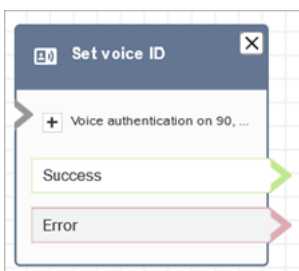 Set voice ID
Voice authentication on 90, ...
Success
Error